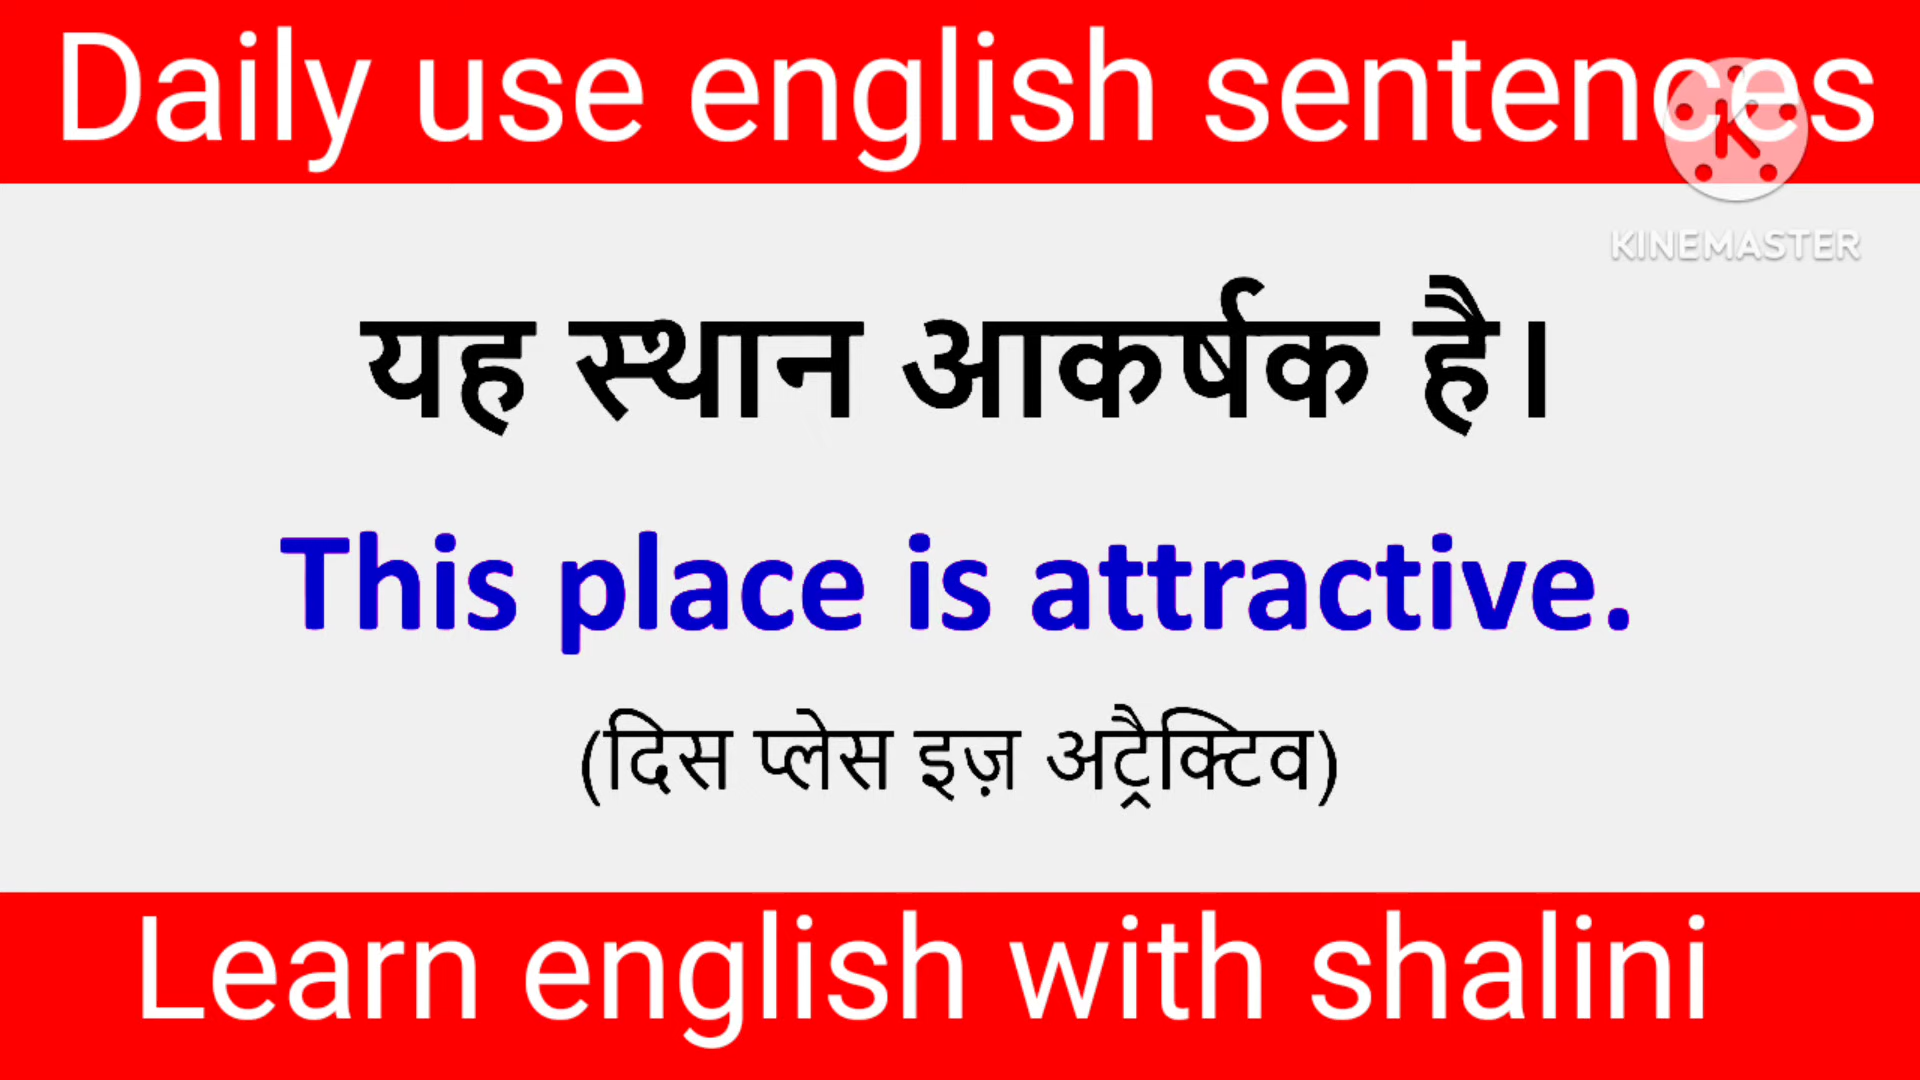 Daily use english sentences
KINEMASTER
यह स्थान आकर्षक है।
This place is attractive.
(दिस प्लेस इज़ अट्रैक्टिव)
Learn english with shalini